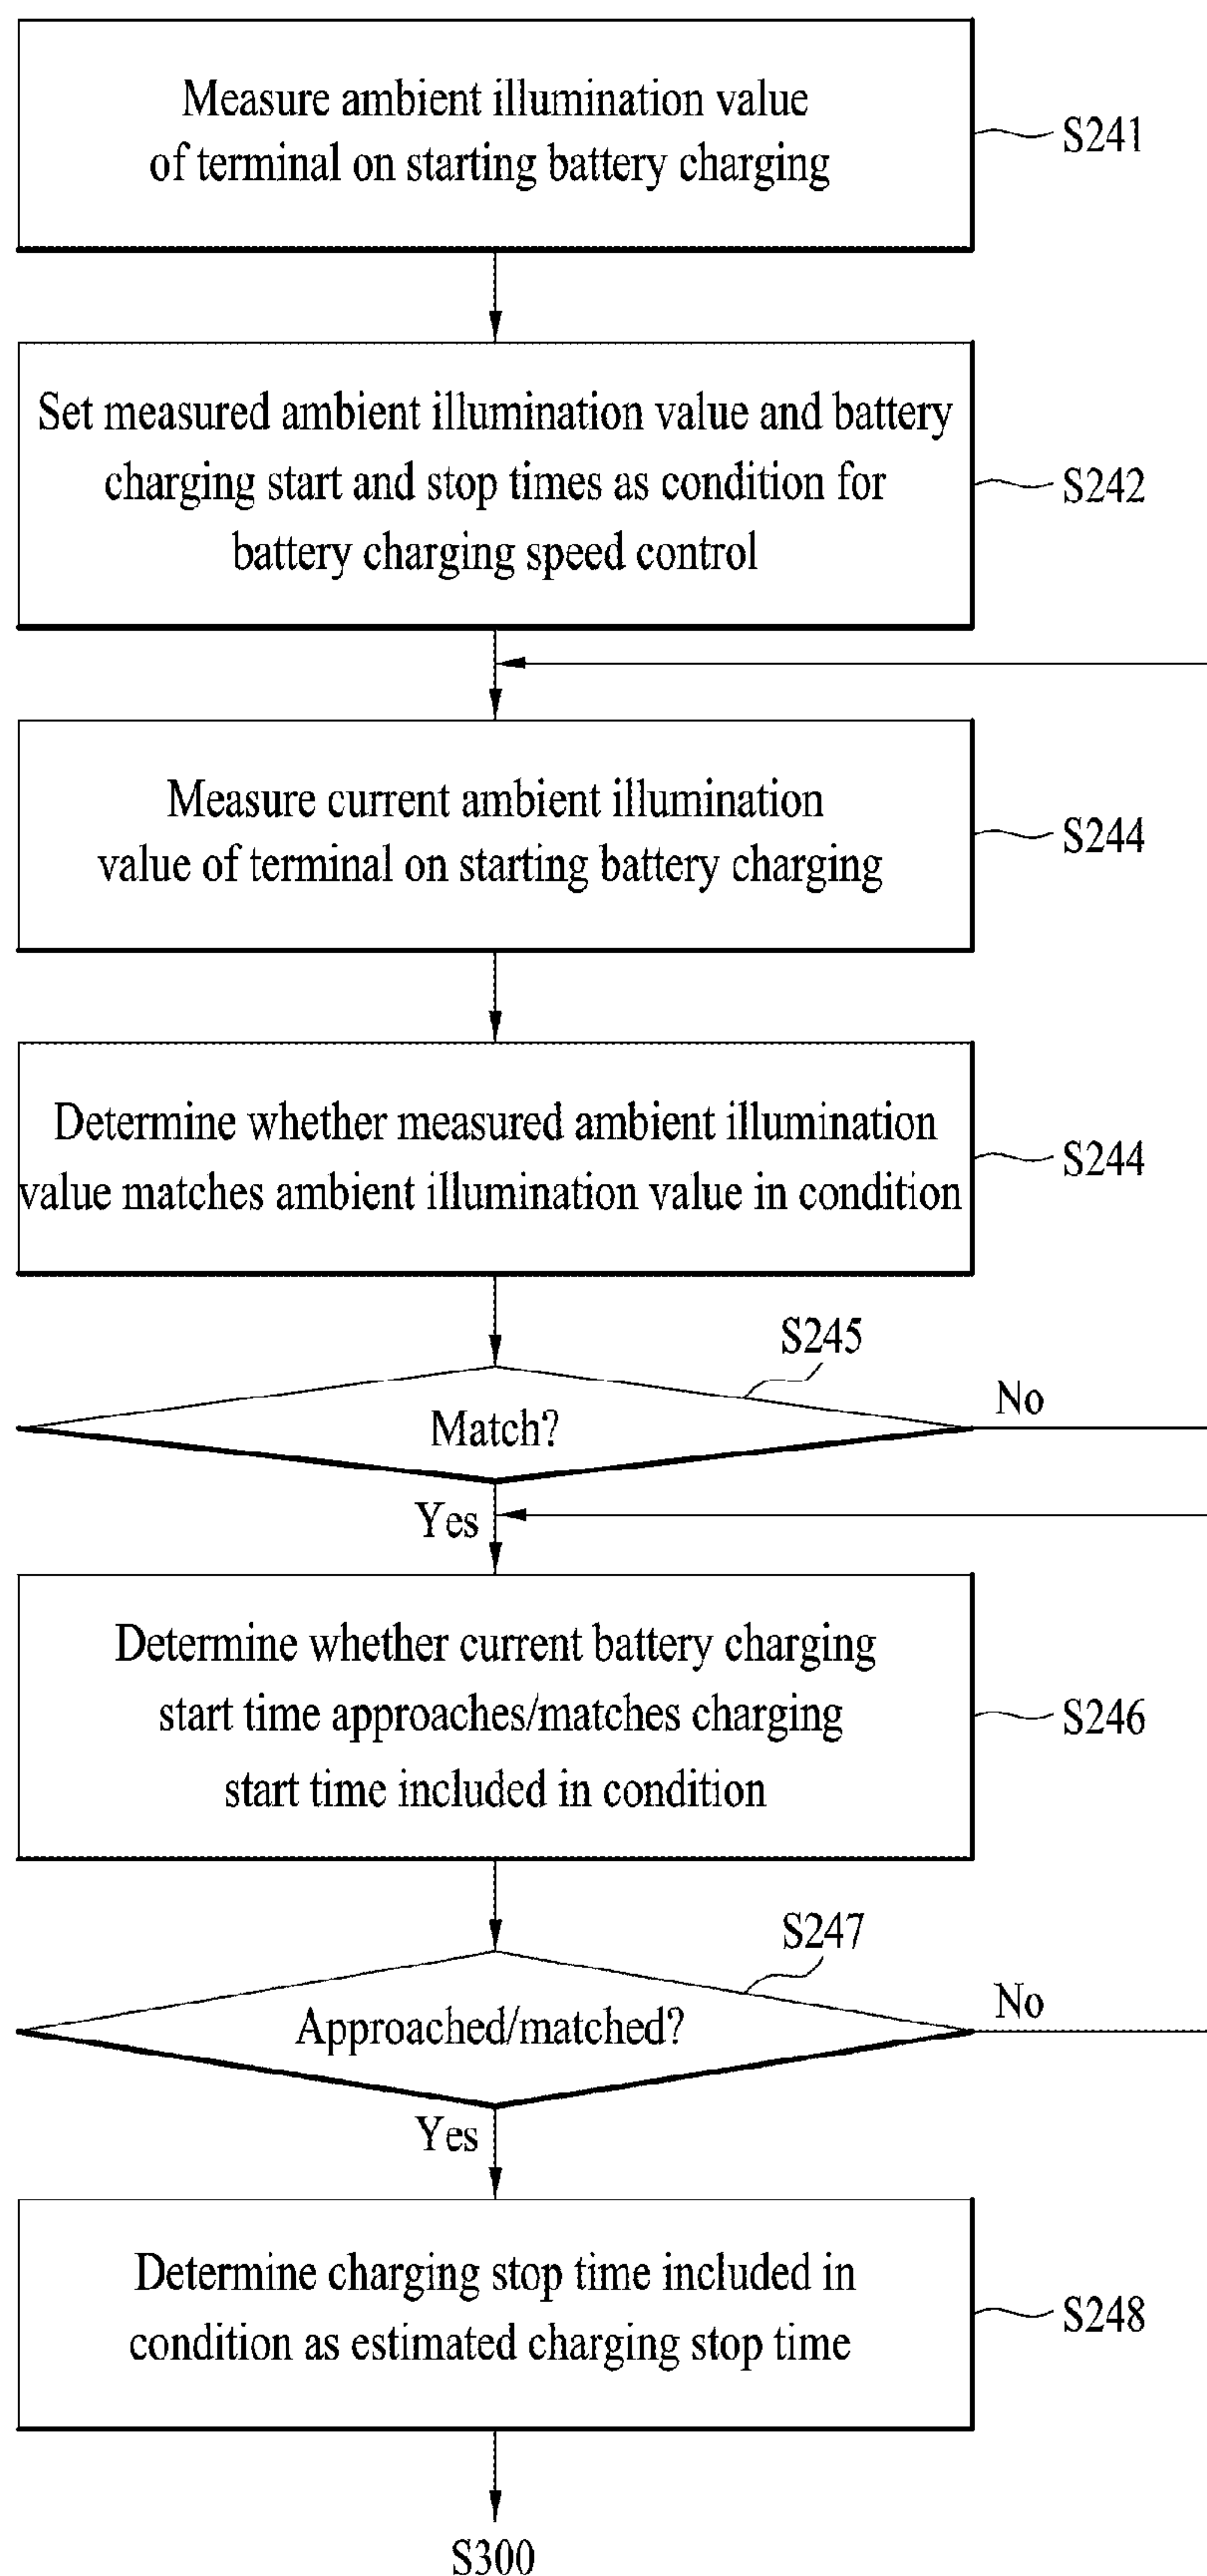 Measure ambient illumination value
of terminal on starting battery charging
S241
Set measured ambient illumination value and battery
charging start and stop times as condition for
battery charging speed control
S242
Measure current ambient illumination
value of terminal on starting battery charging
S244
Determine whether measured ambient illumination
value matches ambient illumination value in condition
S244
S245
Match?
No
Yes
Determine whether current battery charging
start time approaches/matches charging
start time included in condition
S246
S247
Approached/matched?
No
Yes
Determine charging stop time included in
condition as estimated charging stop time
S248
S300